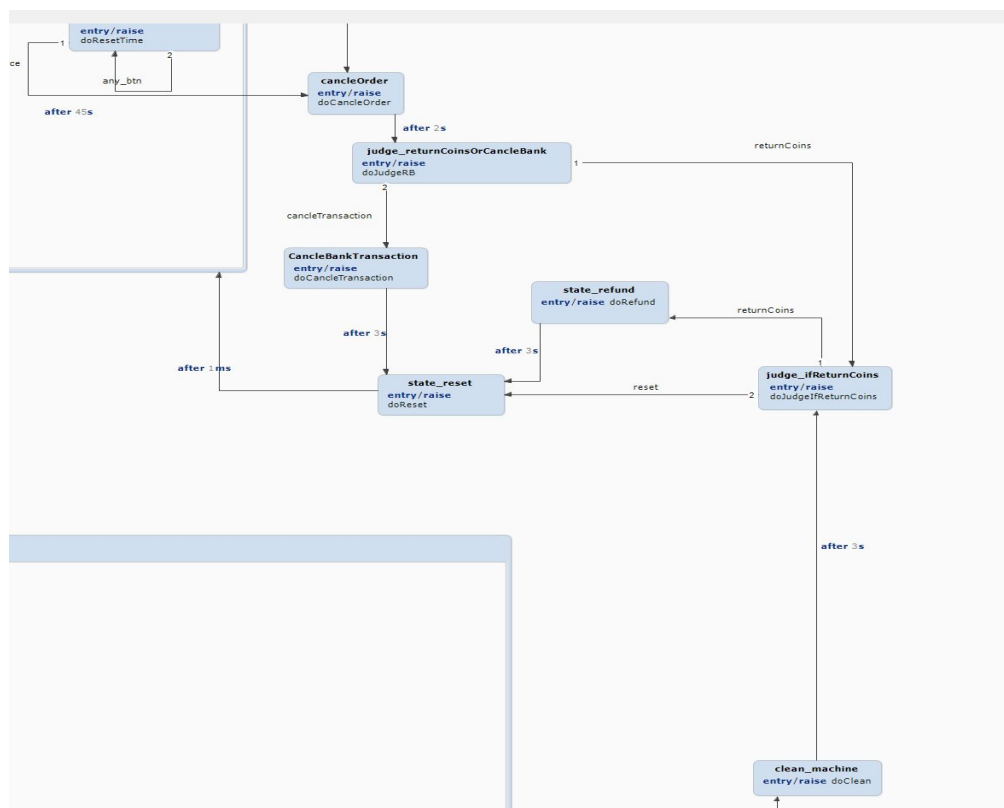 entry/raise
doResetTime
1
2
ce
any_btn
after 45s
cancleOrder
entry/raise
doCancleOrder
after 2s
judge_returnCoinsOrCancleBank
entry/raise
doJudgeRB
1
returnCoins
2
cancleTransaction
CancleBankTransaction
entry/raise
doCancleTransaction
state_refund
entry/raise doRefund
returnCoins
after 3s
after 3s
1
after 1ms
state_reset
entry/raise
doReset
reset
2
judge_ifReturnCoins
entry/raise
doJudgeIfReturnCoins
after 3s
clean_machine
entry/raise doClean